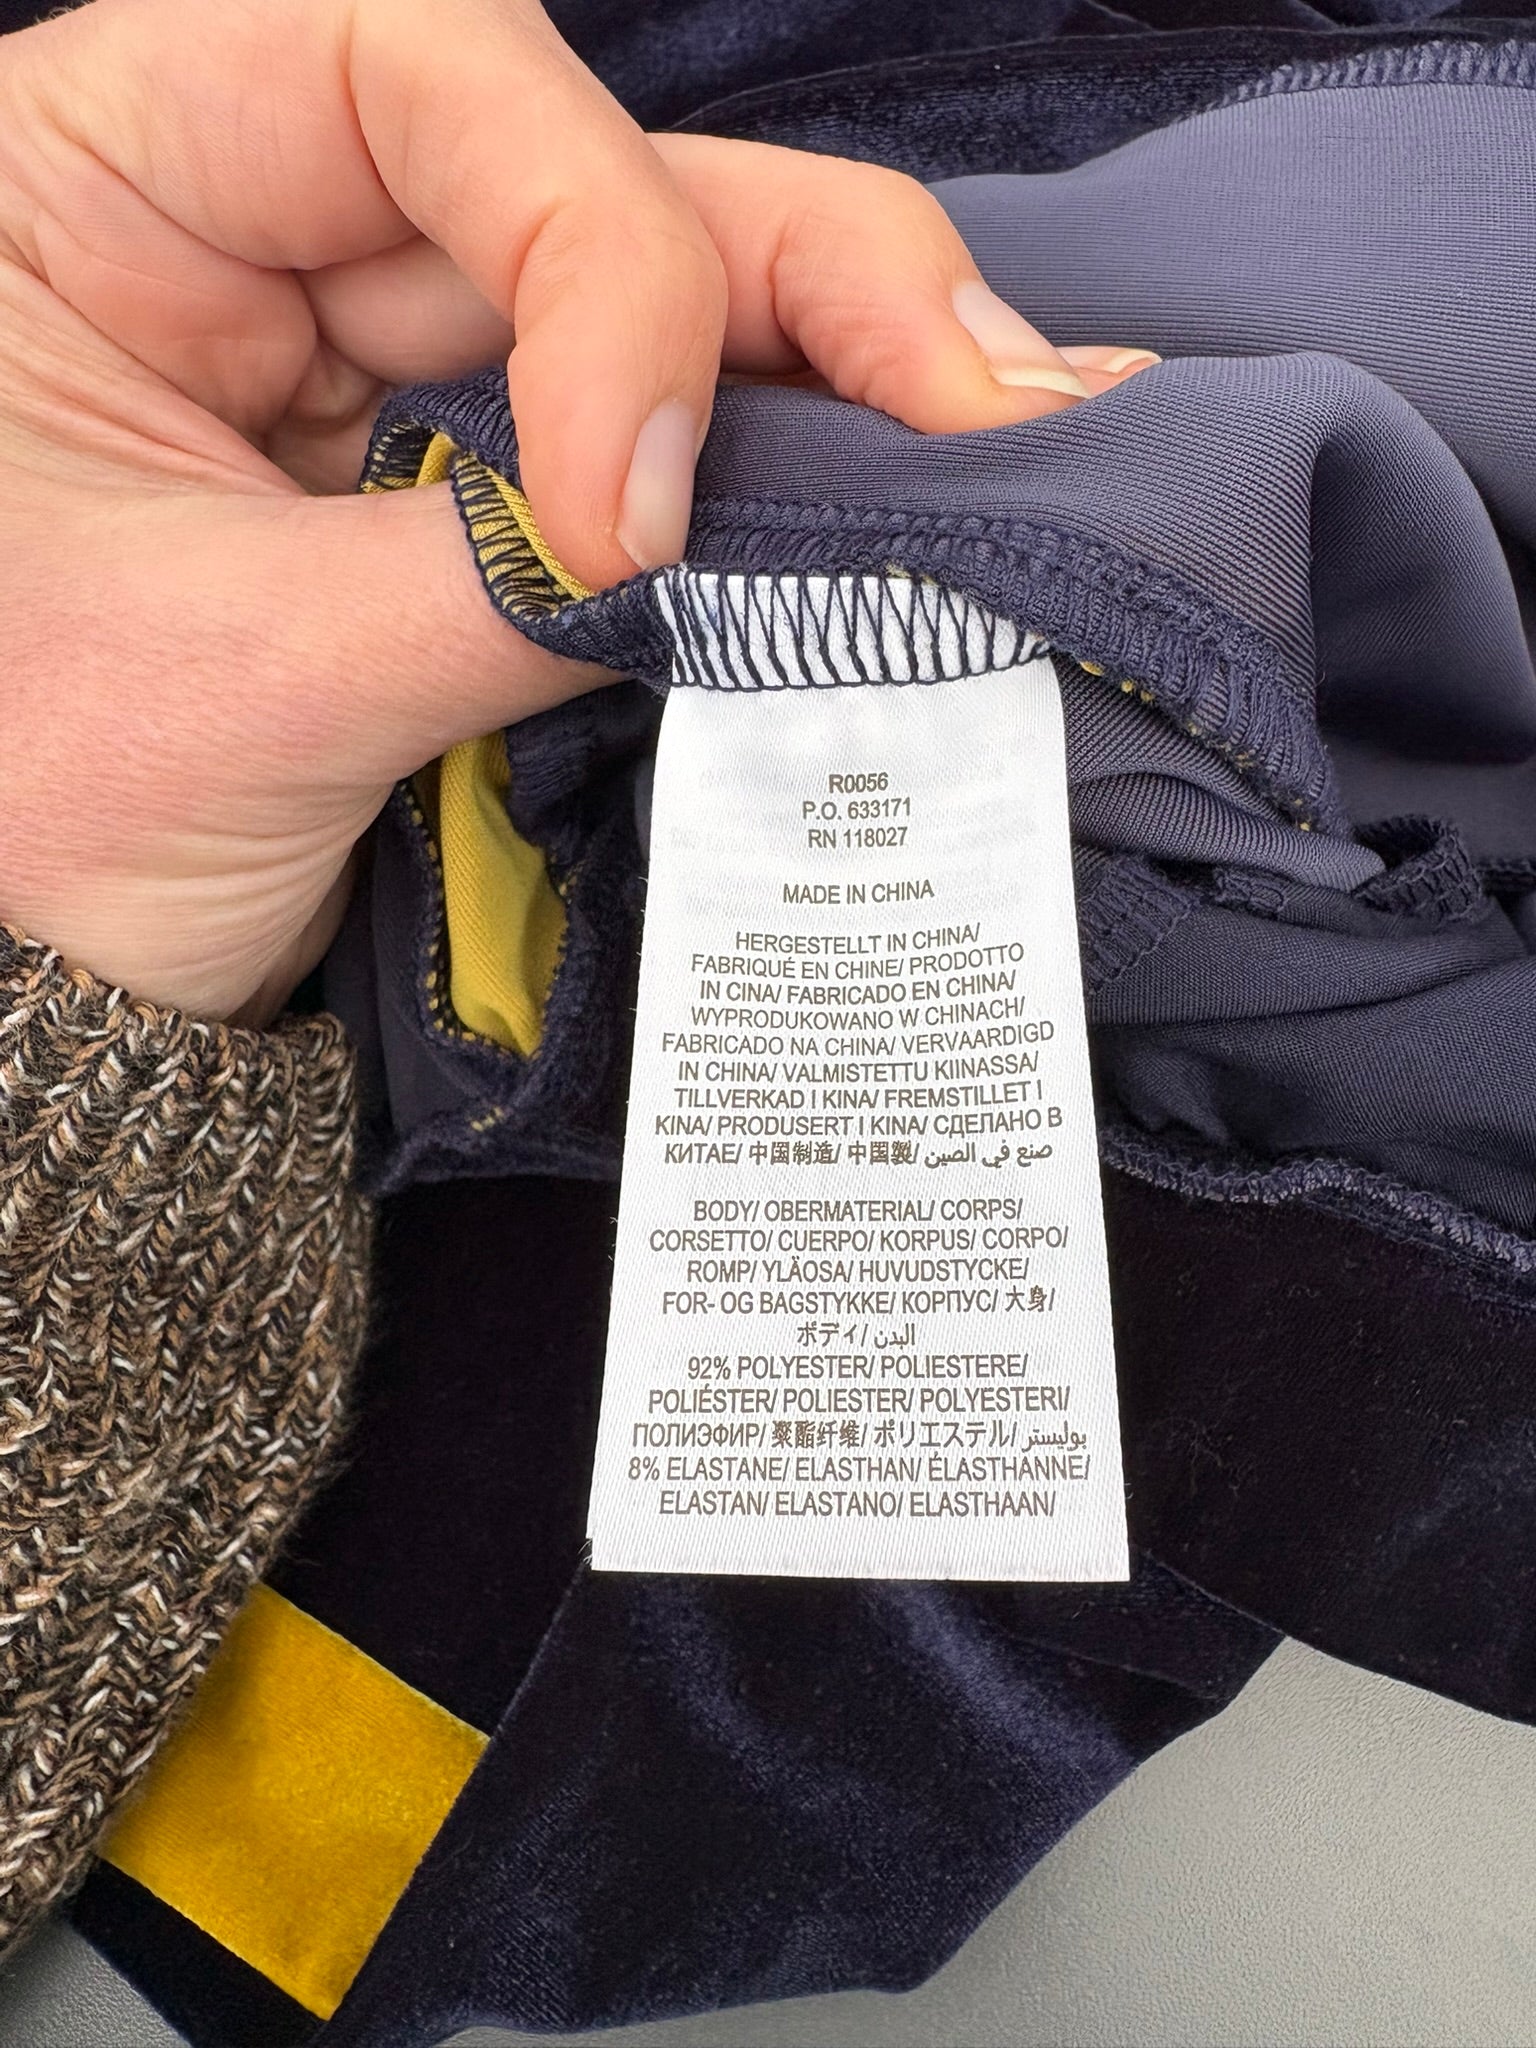 R0056
P.O. 633171
RN 118027
MADE IN CHINA
HERGESTELLT IN CHINA/
FABRIQUÉ EN CHINE/ PRODOTTO
IN CINA/ FABRICADO EN CHINA/
WYPRODUKOWANO W CHINACH/
FABRICADO NA CHINA/ VERVAARDIGD
IN CHINA/ VALMISTETTU KIINASSA/
TILLVERKAD I KINA/ FREMSTILLET I
KINA/ PRODUSERT I KINA/ СДЕЛАНО В
КИТАЕ/ 中国制造/ 中国製/ صنع في الصين
BODY/ OBERMATERIAL/ CORPS/
CORSETTO/ CUERPO/ KORPUS/ CORPO/
ROMP/ YLÄOSA/ HUVUDSTYCKE/
FOR- OG BAGSTYKKE/ КОРПУС/ 大身/
ボディ/ البدن
92% POLYESTER/ POLIESTERE/
POLIÉSTER/ POLIESTER/ POLYESTERI/
ПОЛИЭФИР/ 聚酯纤维/ ポリエステル/ بوليستر
8% ELASTANE/ ELASTHAN/ ÉLASTHANNE/
ELASTAN/ ELASTANO/ ELASTHAAN/